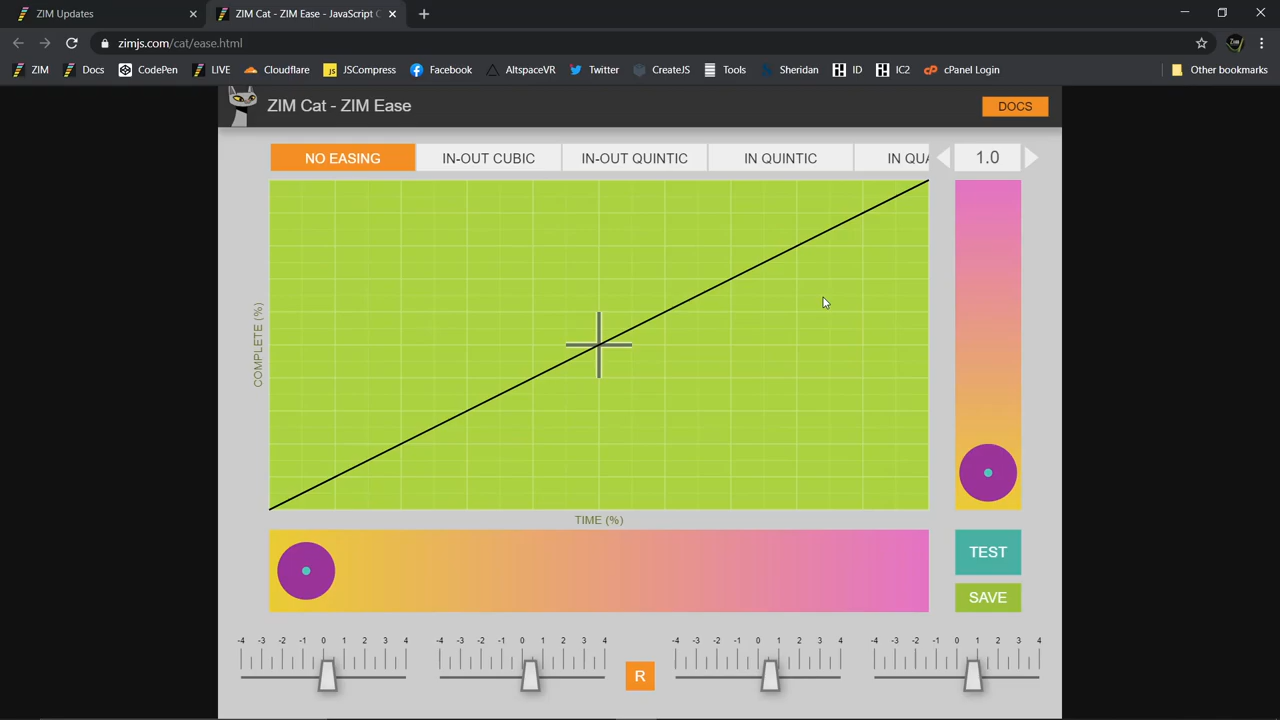 ZIM Updates
ZIM Cat - ZIM Ease - JavaScript C
zimjs.com/cat/ease.html
ZIM Docs CodePen LIVE Cloudflare JSCompress Facebook AltspaceVR Twitter CreateJS Tools Sheridan ID IC2 cPanel Login Other bookmarks
ZIM Cat - ZIM Ease
DOCS
NO EASING IN-OUT CUBIC IN-OUT QUINTIC IN QUINTIC IN QUA 1.0
COMPLETE (%)
TIME (%)
TEST
SAVE
-4 -3 -2 -1 0 1 2 3 4 -4 -3 -2 -1 0 1 2 3 4 -4 -3 -2 -1 0 1 2 3 4 -4 -3 -2 -1 0 1 2 3 4
R